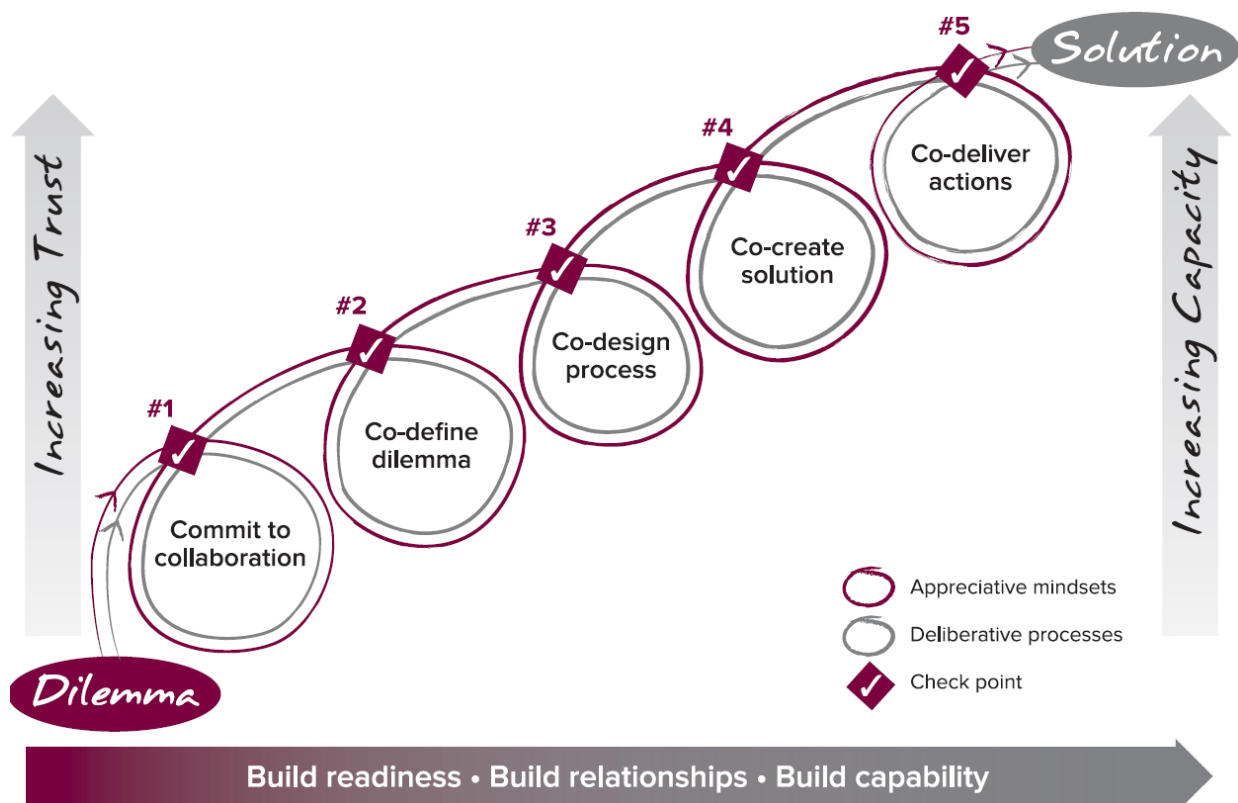 #5
Solution
#4
Co-deliver
actions
#3
Co-create
solution
#2
Co-design
process
#1
Co-define
dilemma
Commit to
collaboration
Increasing Trust
Increasing Capacity
Appreciative mindsets
Deliberative processes
Check point
Dilemma
Build readiness • Build relationships • Build capability